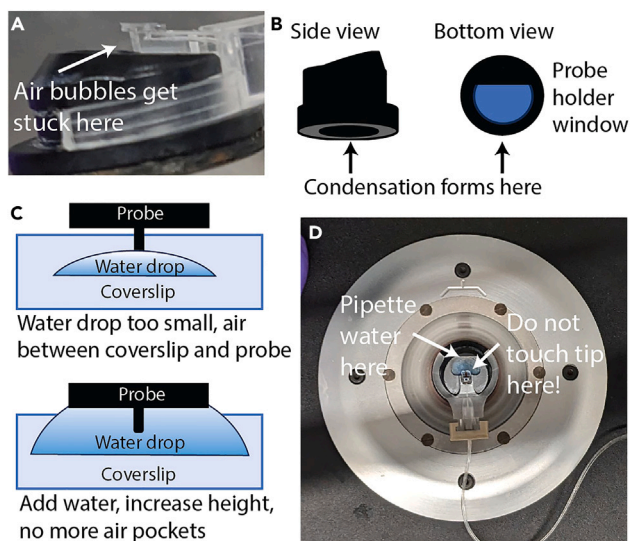 A
Air bubbles get
stuck here
B
Side view
Bottom view
Probe
holder
window
Condensation forms here
C
Probe
Water drop
Coverslip
Water drop too small, air
between coverslip and probe
Probe
Water drop
Coverslip
Add water, increase height,
no more air pockets
D
Pipette
water
here
Do not
touch tip
here!